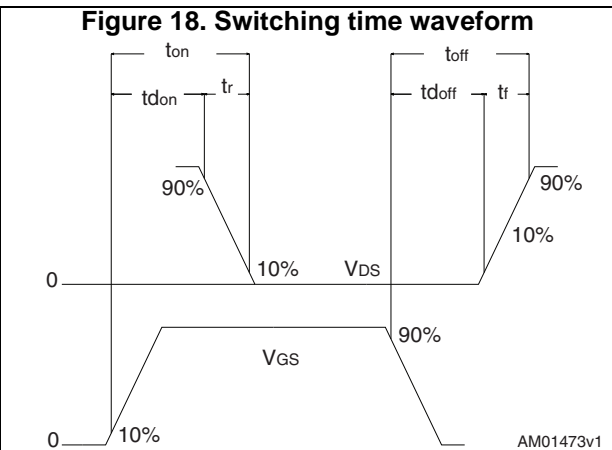 Figure 18. Switching time waveform
ton
toff
tdon
tr
tdoff
tf
90%
90%
10%
10%
0
VDS
90%
VGS
0
10%
AM01473v1